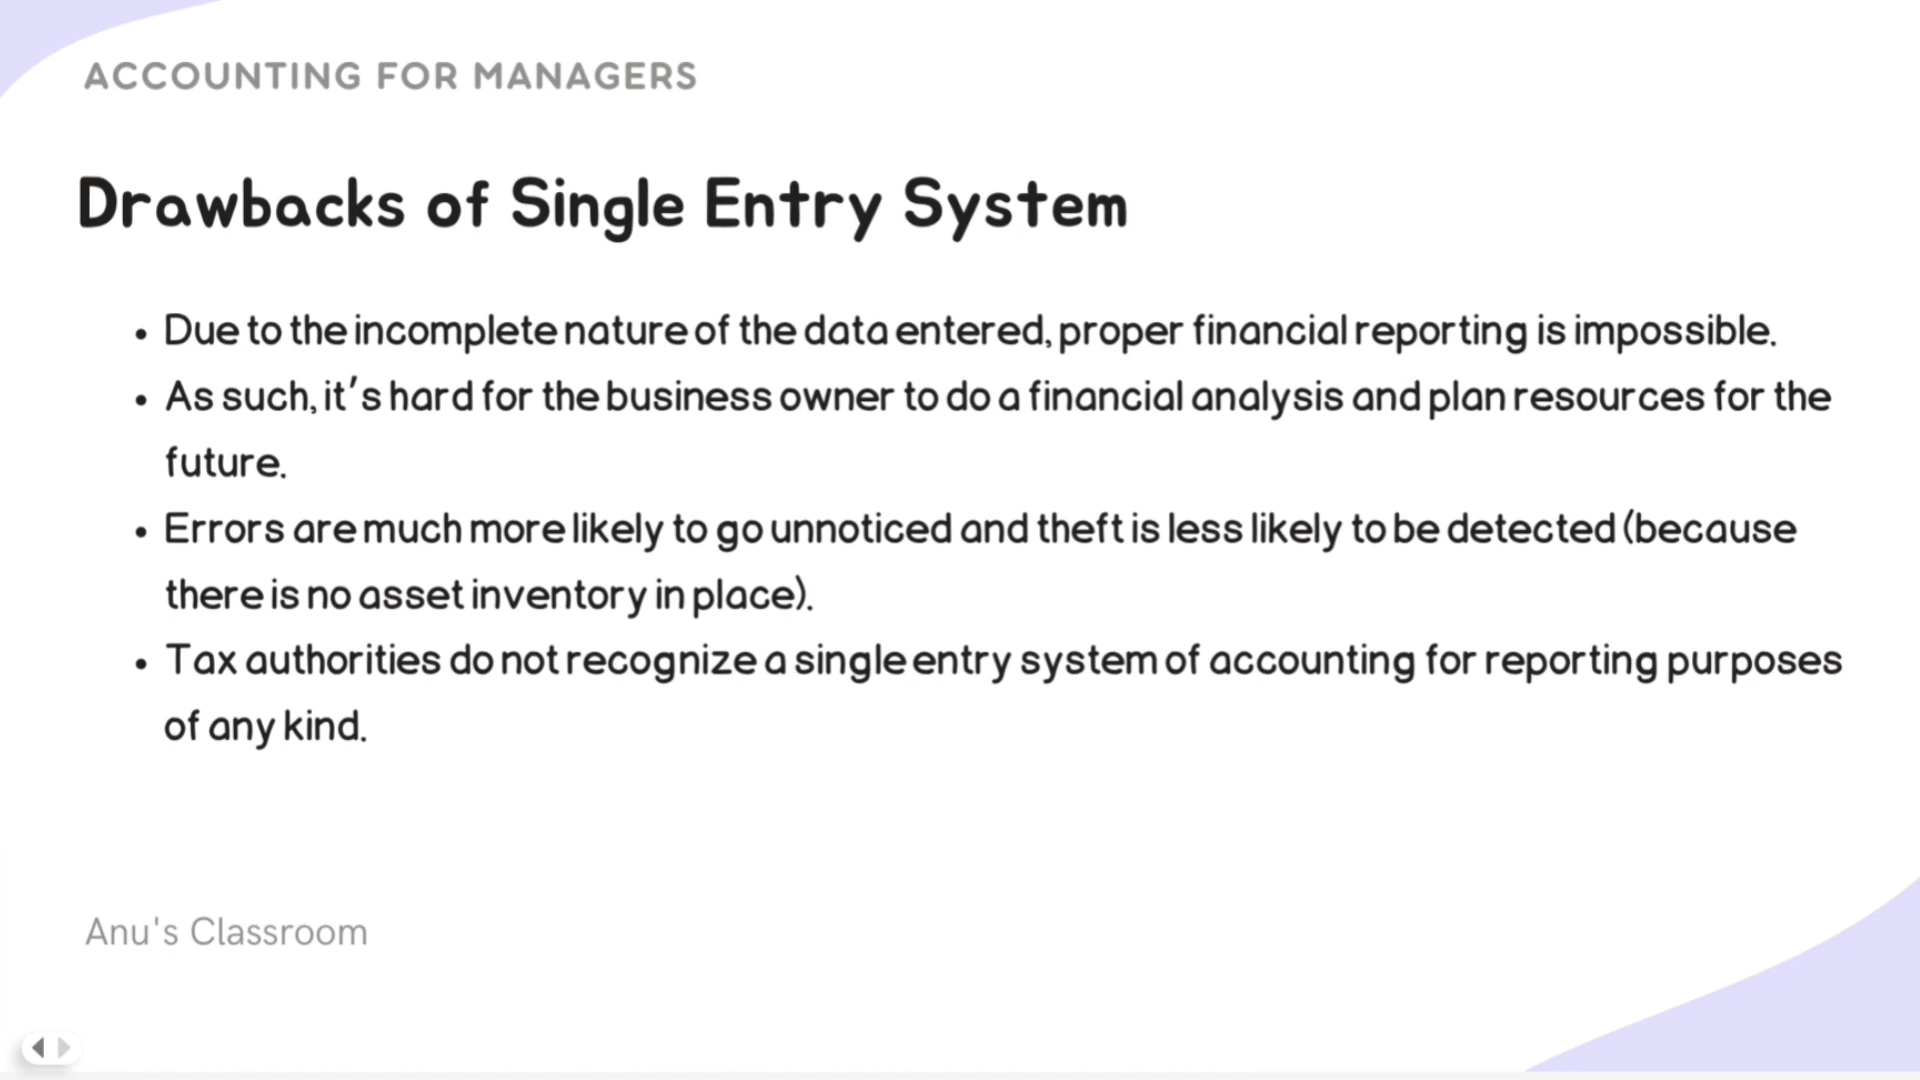 ACCOUNTING FOR MANAGERS
Drawbacks of Single Entry System
• Due to the incomplete nature of the data entered, proper financial reporting is impossible.
• As such, it's hard for the business owner to do a financial analysis and plan resources for the
future.
• Errors are much more likely to go unnoticed and theft is less likely to be detected (because
there is no asset inventory in place).
• Tax authorities do not recognize a single entry system of accounting for reporting purposes
of any kind.
Anu's Classroom